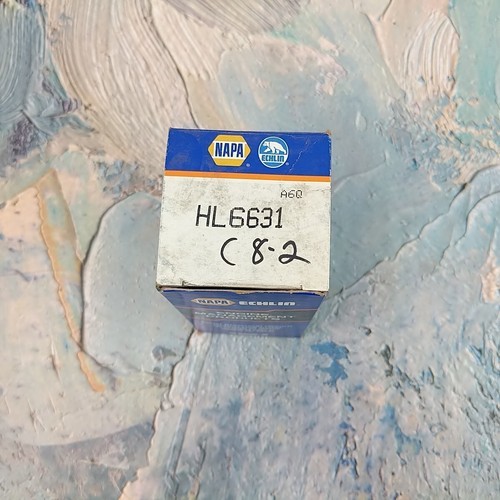 NAPA ECHLIN
A6Q
HL6631
C 8-2
NAPA ECHLIN